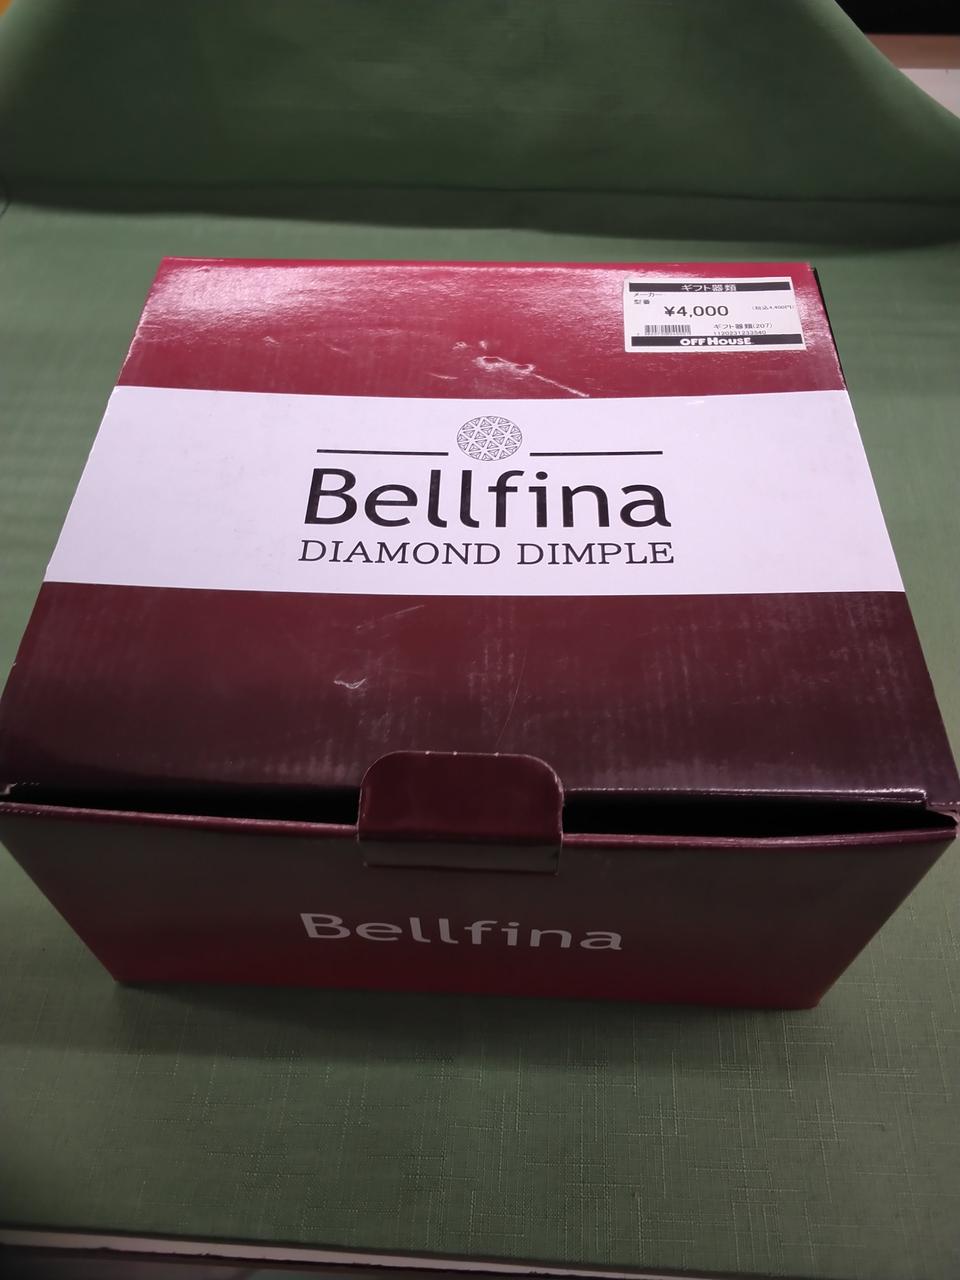 ギフト器類
メーカー
型番
¥4,000
(税込4,400円)
ギフト器類(207)
1120231233340
OFF HOUSE
Bellfina
DIAMOND DIMPLE
Bellfina